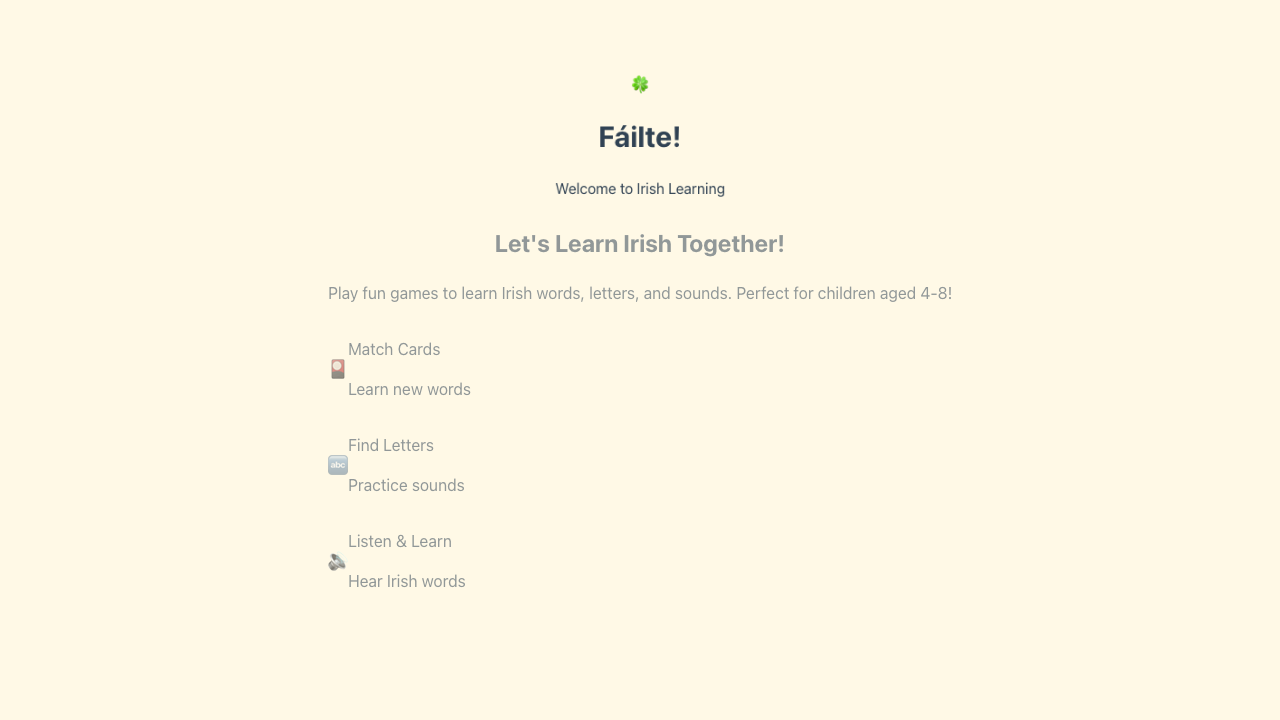 Fáilte!
Welcome to Irish Learning
Let's Learn Irish Together!
Play fun games to learn Irish words, letters, and sounds. Perfect for children aged 4-8!
Match Cards
Learn new words
abc
Find Letters
Practice sounds
Listen & Learn
Hear Irish words